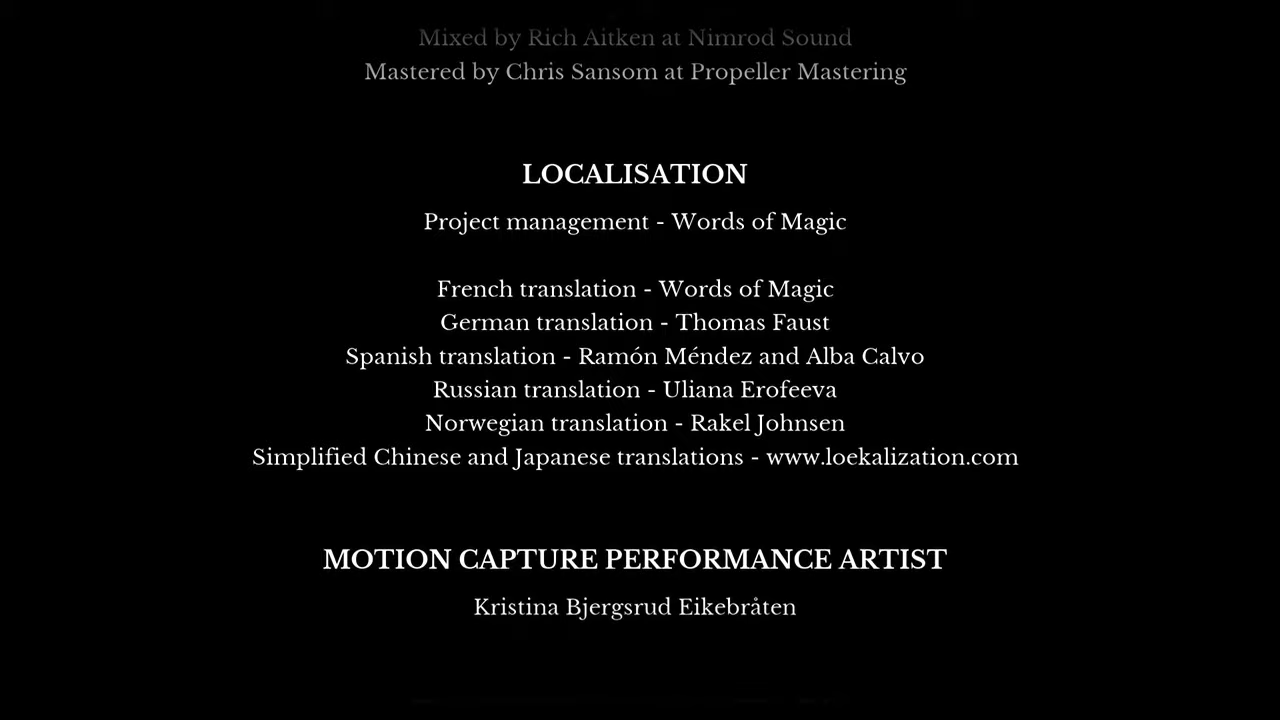 Mixed by Rich Aitken at Nimrod Sound
Mastered by Chris Sansom at Propeller Mastering
LOCALISATION
Project management - Words of Magic
French translation - Words of Magic
German translation - Thomas Faust
Spanish translation - Ramón Méndez and Alba Calvo
Russian translation - Uliana Erofeeva
Norwegian translation - Rakel Johnsen
Simplified Chinese and Japanese translations - www.loekalization.com
MOTION CAPTURE PERFORMANCE ARTIST
Kristina Bjergsrud Eikebråten